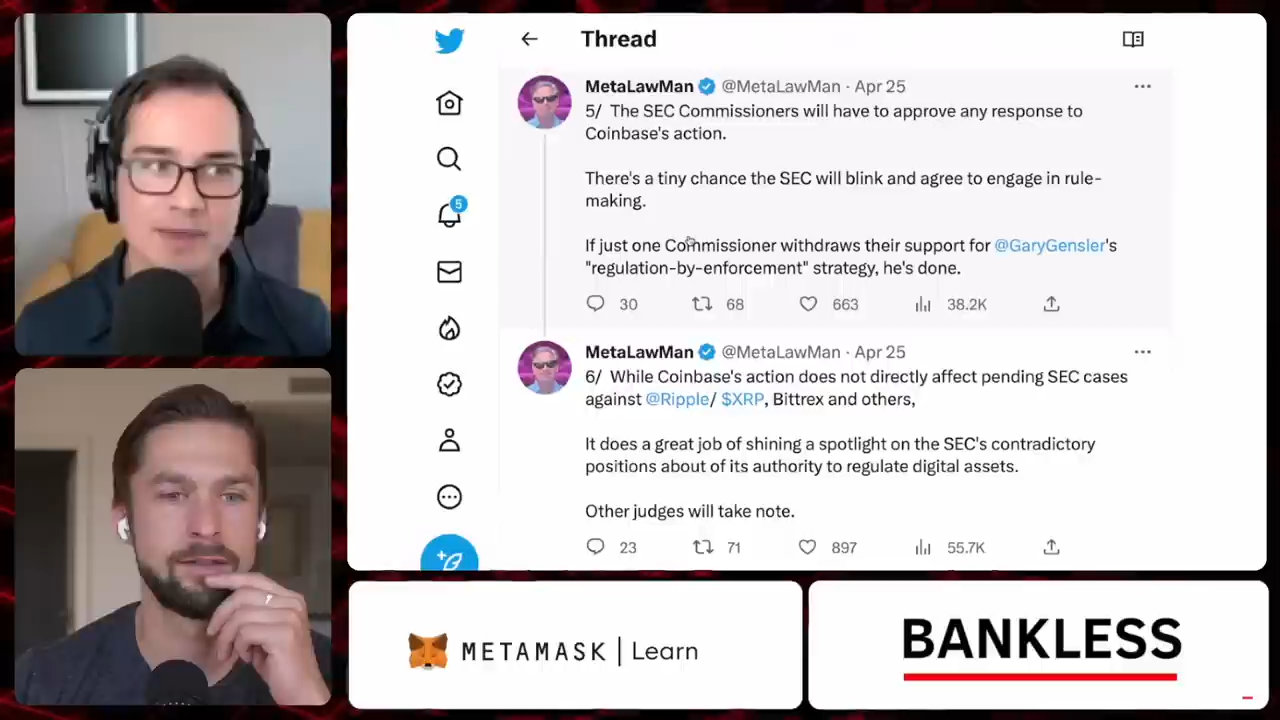 Thread
MetaLawMan @MetaLawMan · Apr 25
5/ The SEC Commissioners will have to approve any response to
Coinbase's action.
There's a tiny chance the SEC will blink and agree to engage in rule-
making.
If just one Commissioner withdraws their support for @GaryGensler's
"regulation-by-enforcement" strategy, he's done.
30 68 663 38.2K
5
MetaLawMan @MetaLawMan · Apr 25
6/ While Coinbase's action does not directly affect pending SEC cases
against @Ripple/ $XRP, Bittrex and others,
It does a great job of shining a spotlight on the SEC's contradictory
positions about of its authority to regulate digital assets.
Other judges will take note.
23 71 897 55.7K
METAMASK | Learn
BANKLESS